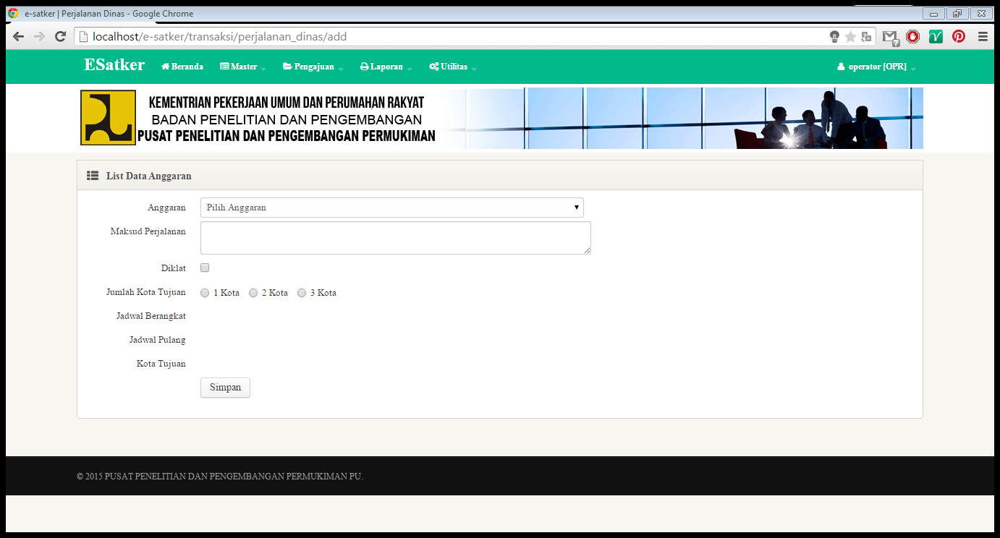 e-satker | Perjalanan Dinas - Google Chrome
localhost/e-satker/transaksi/perjalanan_dinas/add
ESatker Beranda Master Pengajuan Laporan Utilitas operator [OPR]
KEMENTRIAN PEKERJAAN UMUM DAN PERUMAHAN RAKYAT
BADAN PENELITIAN DAN PENGEMBANGAN
PUSAT PENELITIAN DAN PENGEMBANGAN PERMUKIMAN
List Data Anggaran
Anggaran Pilih Anggaran
Maksud Perjalanan
Diklat
Jumlah Kota Tujuan 1 Kota 2 Kota 3 Kota
Jadwal Berangkat
Jadwal Pulang
Kota Tujuan
Simpan
© 2015 PUSAT PENELITIAN DAN PENGEMBANGAN PERMUKIMAN PU.